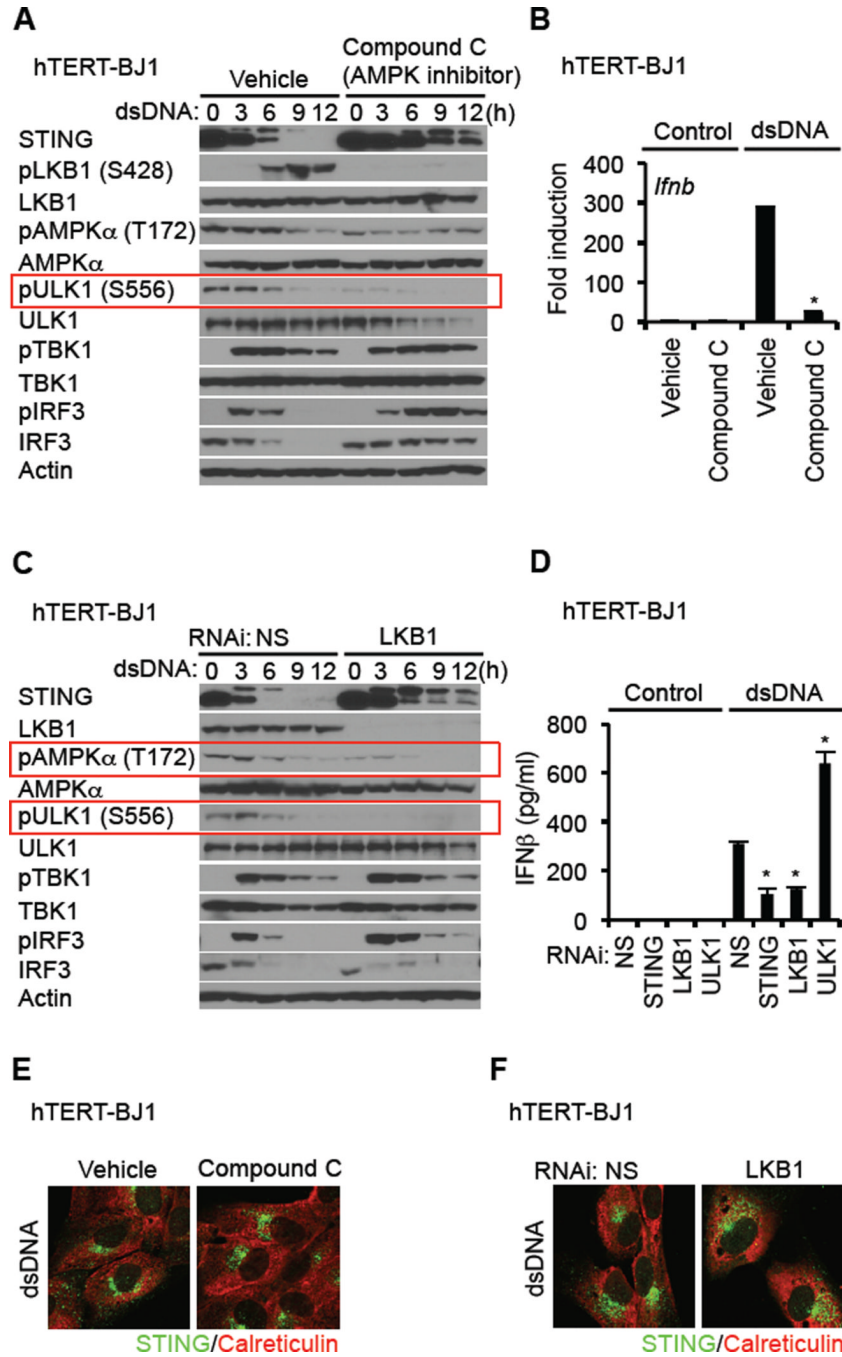 A
hTERT-BJ1
Vehicle
Compound C
(AMPK inhibitor)
dsDNA: 0 3 6 9 12 0 3 6 9 12 (h)
STING
pLKB1 (S428)
LKB1
pAMPKα (T172)
AMPKα
pULK1 (S556)
ULK1
pTBK1
TBK1
pIRF3
IRF3
Actin
B
hTERT-BJ1
Control dsDNA
Ifnb
Fold induction
400
300
200
100
0
*
Vehicle
Compound C
Vehicle
Compound C
C
hTERT-BJ1
RNAi: NS LKB1
dsDNA: 0 3 6 9 12 0 3 6 9 12 (h)
STING
LKB1
pAMPKα (T172)
AMPKα
pULK1 (S556)
ULK1
pTBK1
TBK1
pIRF3
IRF3
Actin
D
hTERT-BJ1
Control dsDNA
IFNβ (pg/ml)
800
600
400
200
0
* * *
RNAi: NS STING LKB1 ULK1 NS STING LKB1 ULK1
E
hTERT-BJ1
Vehicle Compound C
dsDNA
STING/Calreticulin
F
hTERT-BJ1
RNAi: NS LKB1
dsDNA
STING/Calreticulin